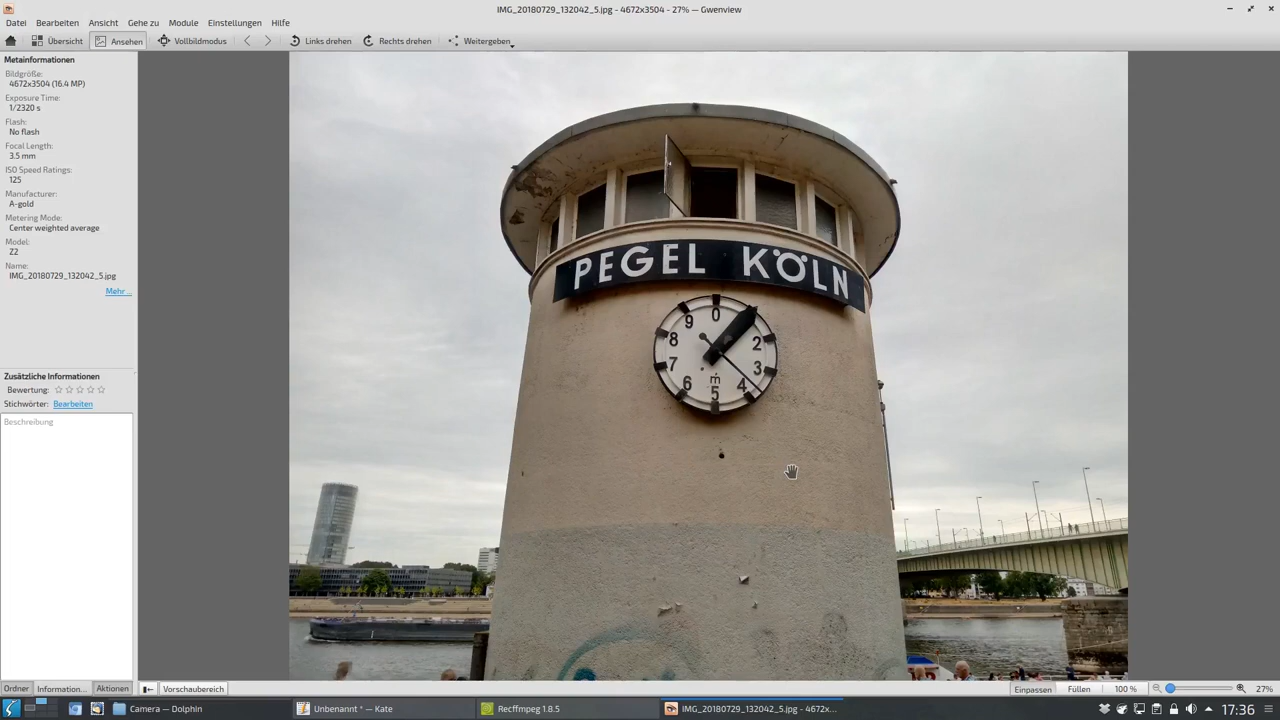 IMG_20180729_132042_5.jpg - 4672x3504 - 27% — Gwenview
Datei Bearbeiten Ansicht Gehe zu Module Einstellungen Hilfe
Übersicht Ansehen Vollbildmodus Links drehen Rechts drehen Weitergeben
Metainformationen
Bildgröße:
4672x3504 (16.4 MP)
Exposure Time:
1/2320 s
Flash:
No flash
Focal Length:
3.5 mm
ISO Speed Ratings:
125
Manufacturer:
A-gold
Metering Mode:
Center weighted average
Model:
Z2
Name:
IMG_20180729_132042_5.jpg
Mehr ...
Zusätzliche Informationen
Bewertung:
Stichwörter: Bearbeiten
Beschreibung
PEGEL KÖLN
0
2
3
4
5
6
7
8
9
m
Ordner Information... Aktionen Vorschaubereich Einpassen Füllen 100 % 27%
Camera — Dolphin Unbenannt * — Kate Recffmpeg 1.8.5 IMG_20180729_132042_5.jpg - 4672x... 17:36